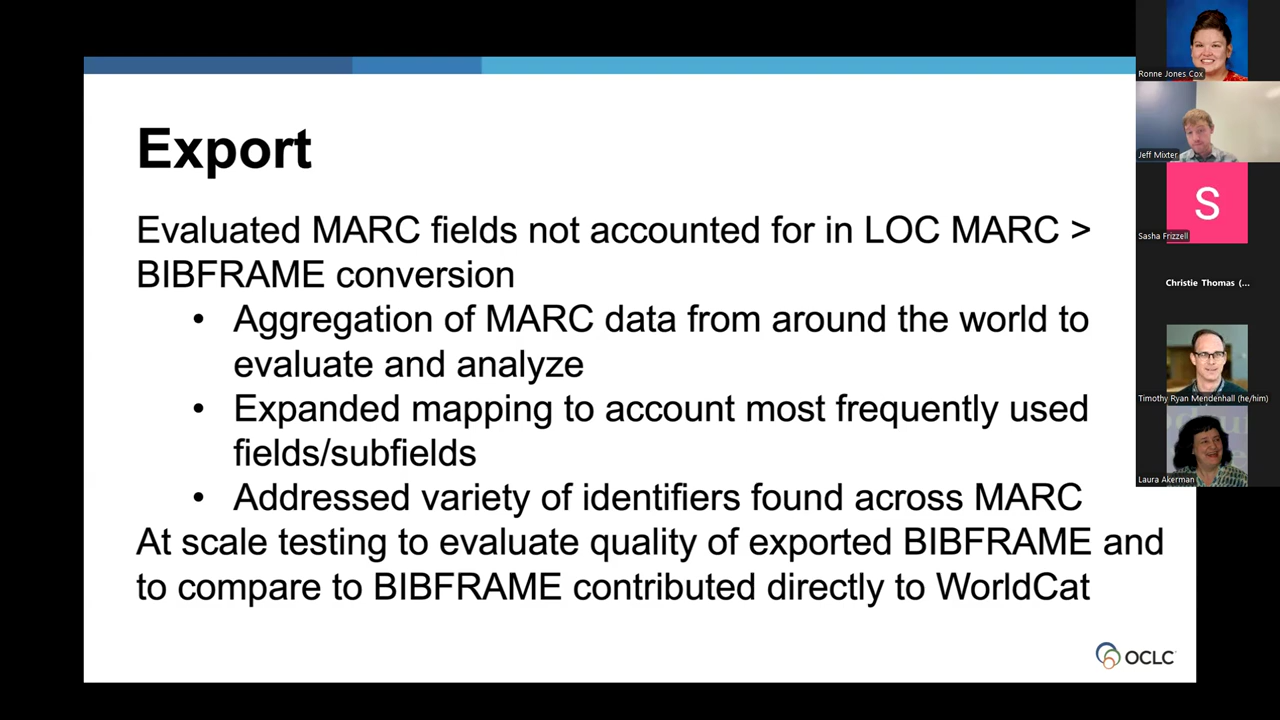 Export
Evaluated MARC fields not accounted for in LOC MARC >
BIBFRAME conversion
• Aggregation of MARC data from around the world to
evaluate and analyze
• Expanded mapping to account most frequently used
fields/subfields
• Addressed variety of identifiers found across MARC
At scale testing to evaluate quality of exported BIBFRAME and
to compare to BIBFRAME contributed directly to WorldCat
OCLC
Ronne Jones Cox
Jeff Mixter
S
Sasha Frizzell
Christie Thomas (...
Timothy Ryan Mendenhall (he/him)
Laura Akerman